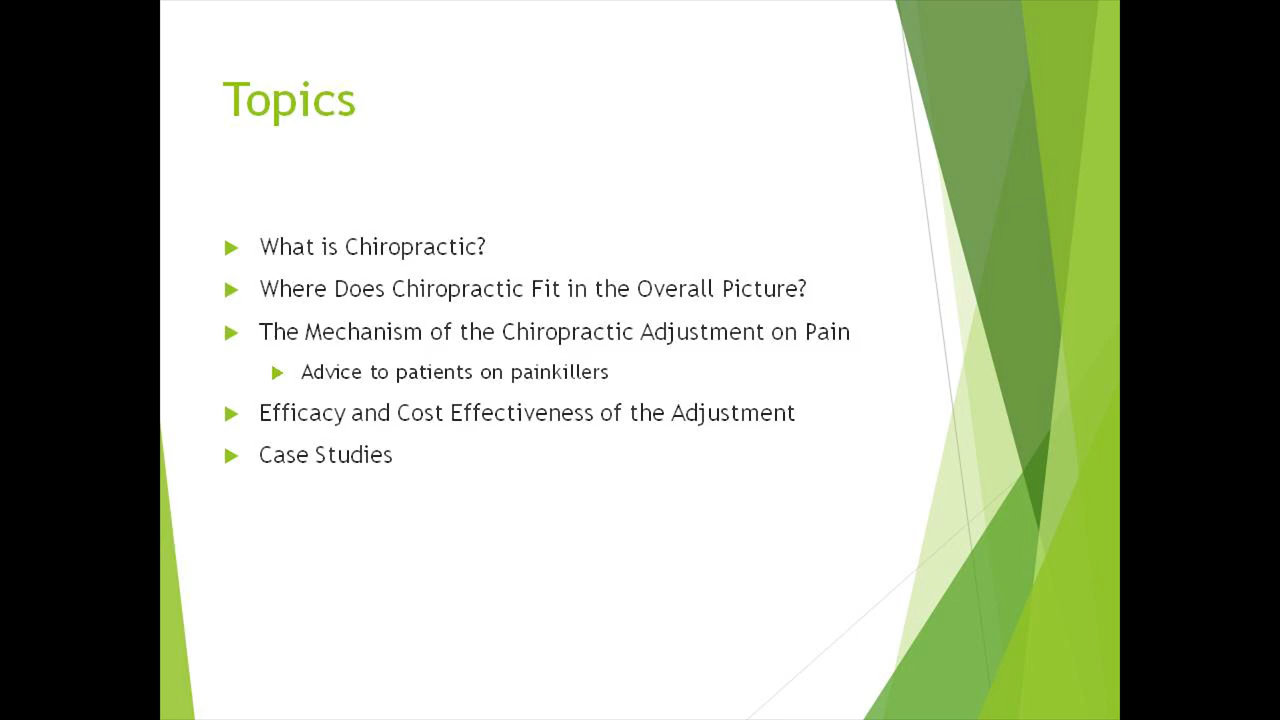 Topics
What is Chiropractic?
Where Does Chiropractic Fit in the Overall Picture?
The Mechanism of the Chiropractic Adjustment on Pain
Advice to patients on painkillers
Efficacy and Cost Effectiveness of the Adjustment
Case Studies